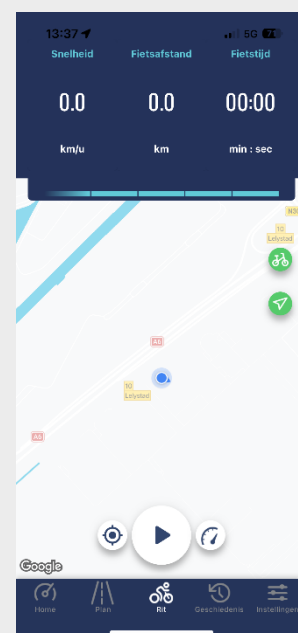 13:37 5G 73
Snelheid Fietsafstand Fietstijd
0.0 0.0 00:00
km/u km min : sec
10
Lelystad
A6
10
Lelystad
A6
Google
Home Plan Rit Geschiedenis Instellingen